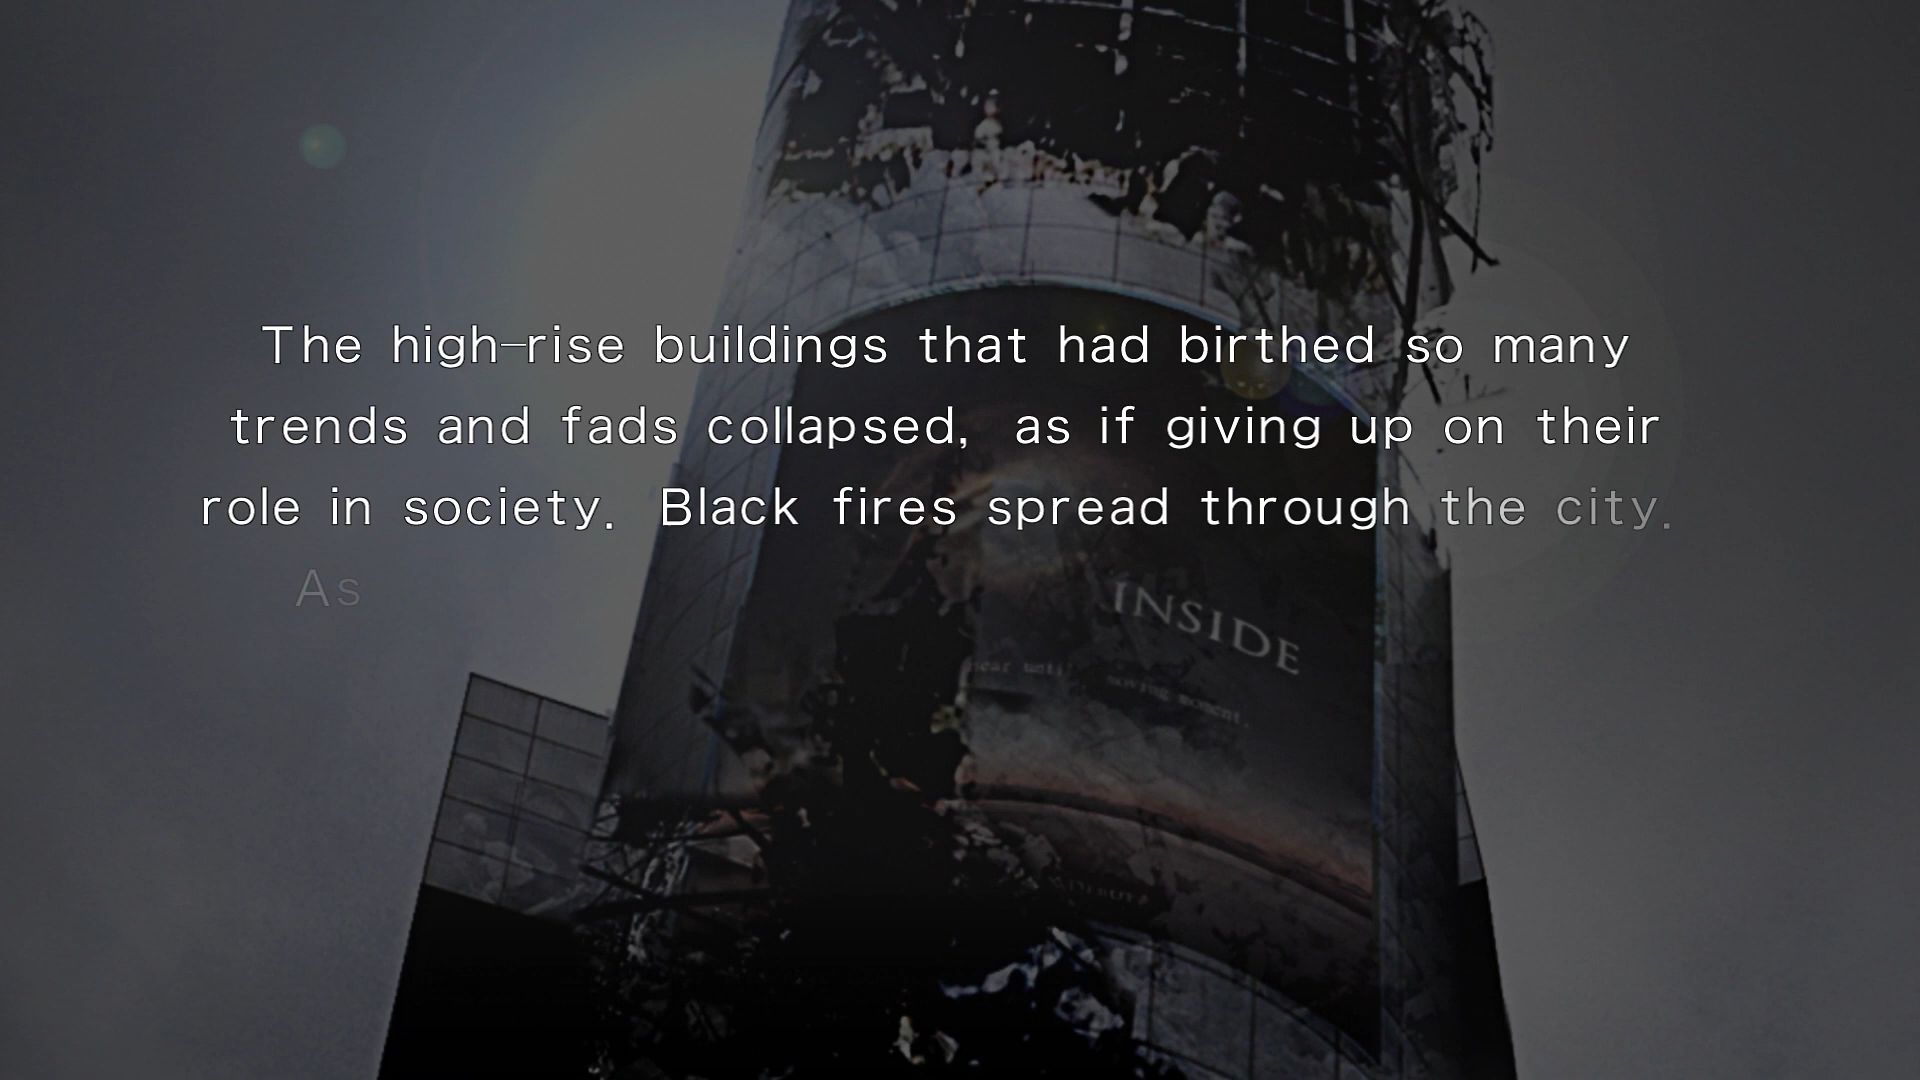 The high-rise buildings that had birthed so many
trends and fads collapsed, as if giving up on their
role in society. Black fires spread through the city.
As
INSIDE
moment.